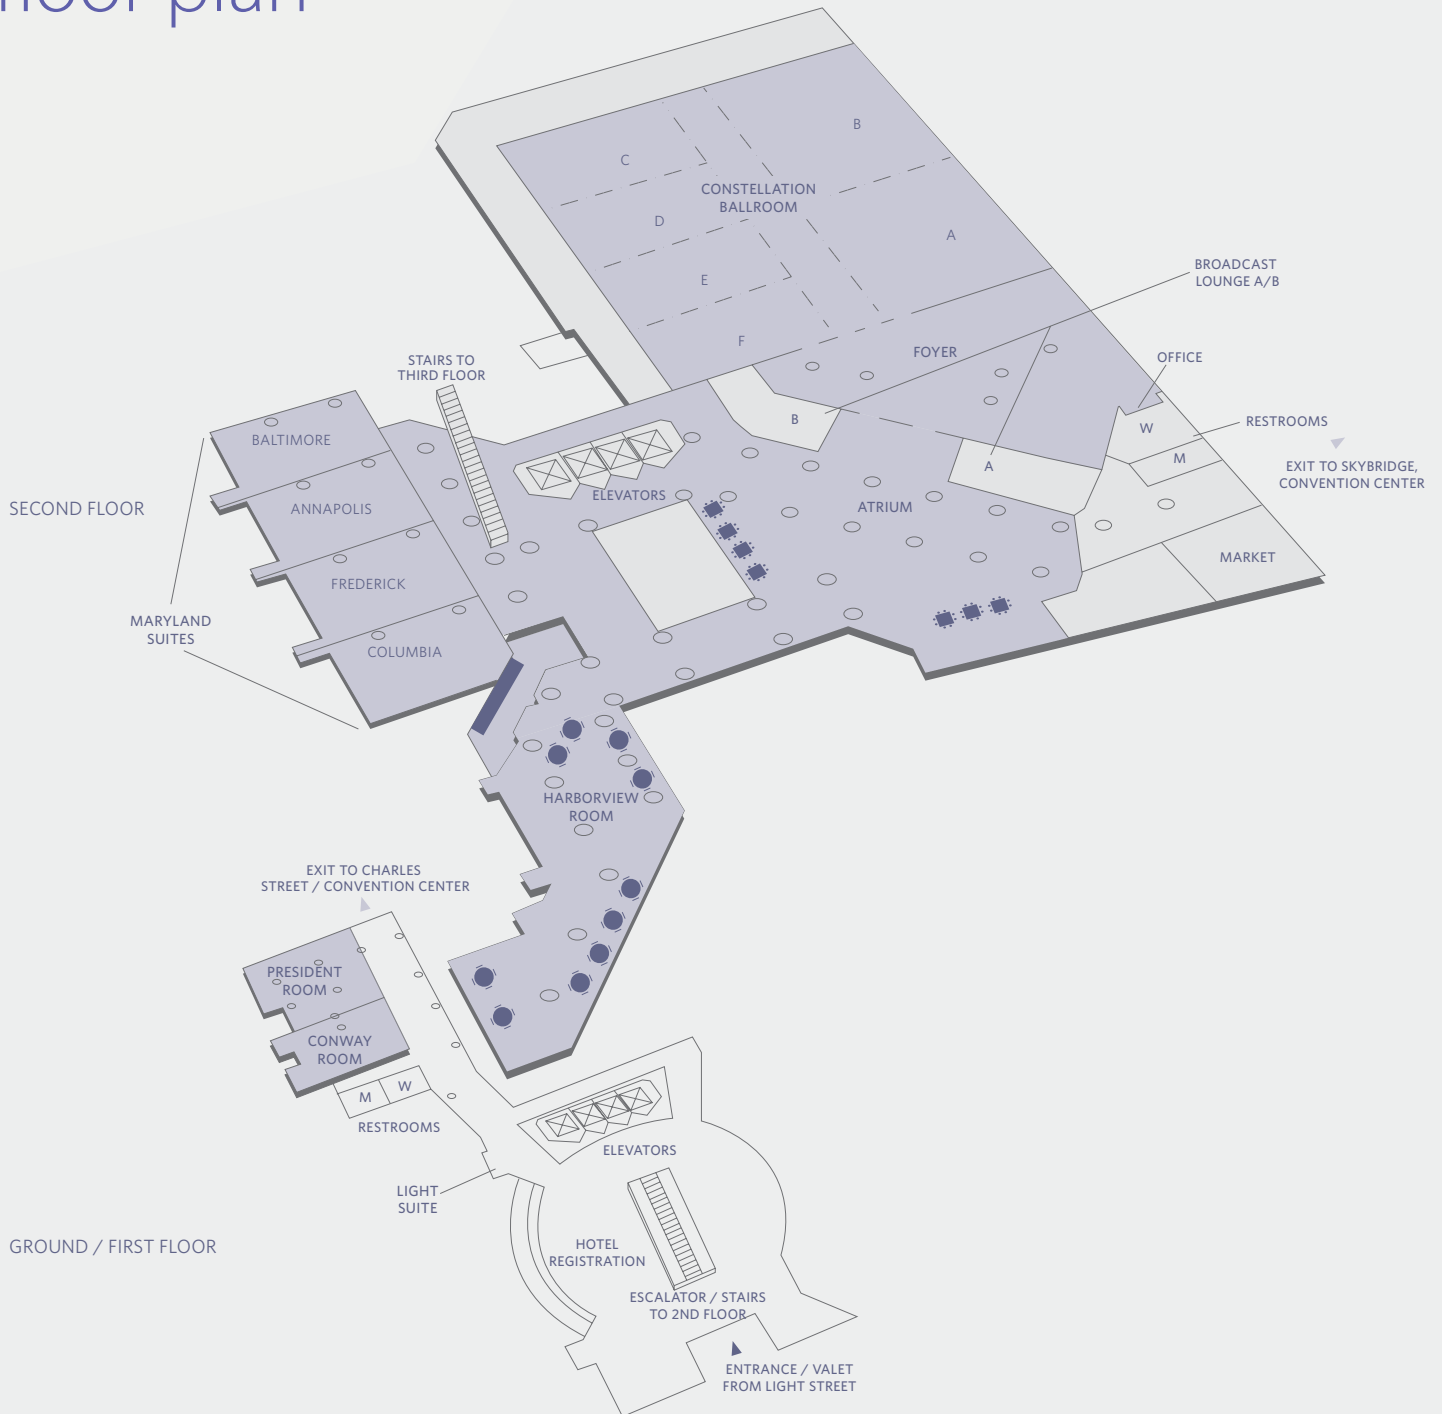 floor plan
B
C
CONSTELLATION
BALLROOM
D
A
E
F
BROADCAST
LOUNGE A/B
FOYER
OFFICE
STAIRS TO
THIRD FLOOR
B
RESTROOMS
W
M
A
EXIT TO SKYBRIDGE,
CONVENTION CENTER
BALTIMORE
ELEVATORS
ATRIUM
SECOND FLOOR
ANNAPOLIS
MARKET
FREDERICK
MARYLAND
SUITES
COLUMBIA
HARBORVIEW
ROOM
EXIT TO CHARLES
STREET / CONVENTION CENTER
PRESIDENT
ROOM
CONWAY
ROOM
M
W
RESTROOMS
ELEVATORS
LIGHT
SUITE
GROUND / FIRST FLOOR
HOTEL
REGISTRATION
ESCALATOR / STAIRS
TO 2ND FLOOR
ENTRANCE / VALET
FROM LIGHT STREET